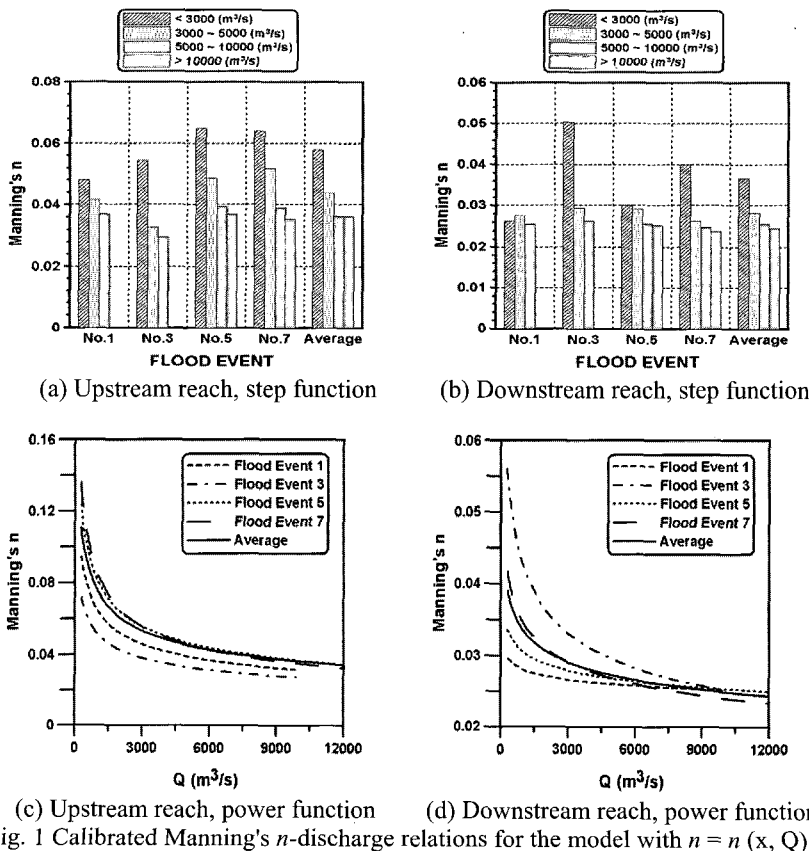 < 3000 (m³/s)
3000 ~ 5000 (m³/s)
5000 ~ 10000 (m³/s)
> 10000 (m³/s)
0.08
0.06
0.04
0.02
0
Manning's n
No.1 No.3 No.5 No.7 Average
FLOOD EVENT
(a) Upstream reach, step function
< 3000 (m³/s)
3000 ~ 5000 (m³/s)
5000 ~ 10000 (m³/s)
> 10000 (m³/s)
0.06
0.05
0.04
0.03
0.02
0.01
0
Manning's n
No.1 No.3 No.5 No.7 Average
FLOOD EVENT
(b) Downstream reach, step function
0.16
0.12
0.08
0.04
0
Manning's n
Flood Event 1
Flood Event 3
Flood Event 5
Flood Event 7
Average
0 3000 6000 9000 12000
Q (m³/s)
(c) Upstream reach, power function
0.06
0.05
0.04
0.03
0.02
Manning's n
Flood Event 1
Flood Event 3
Flood Event 5
Flood Event 7
Average
0 3000 6000 9000 12000
Q (m³/s)
(d) Downstream reach, power function
ig. 1 Calibrated Manning's n-discharge relations for the model with n = n (x, Q)